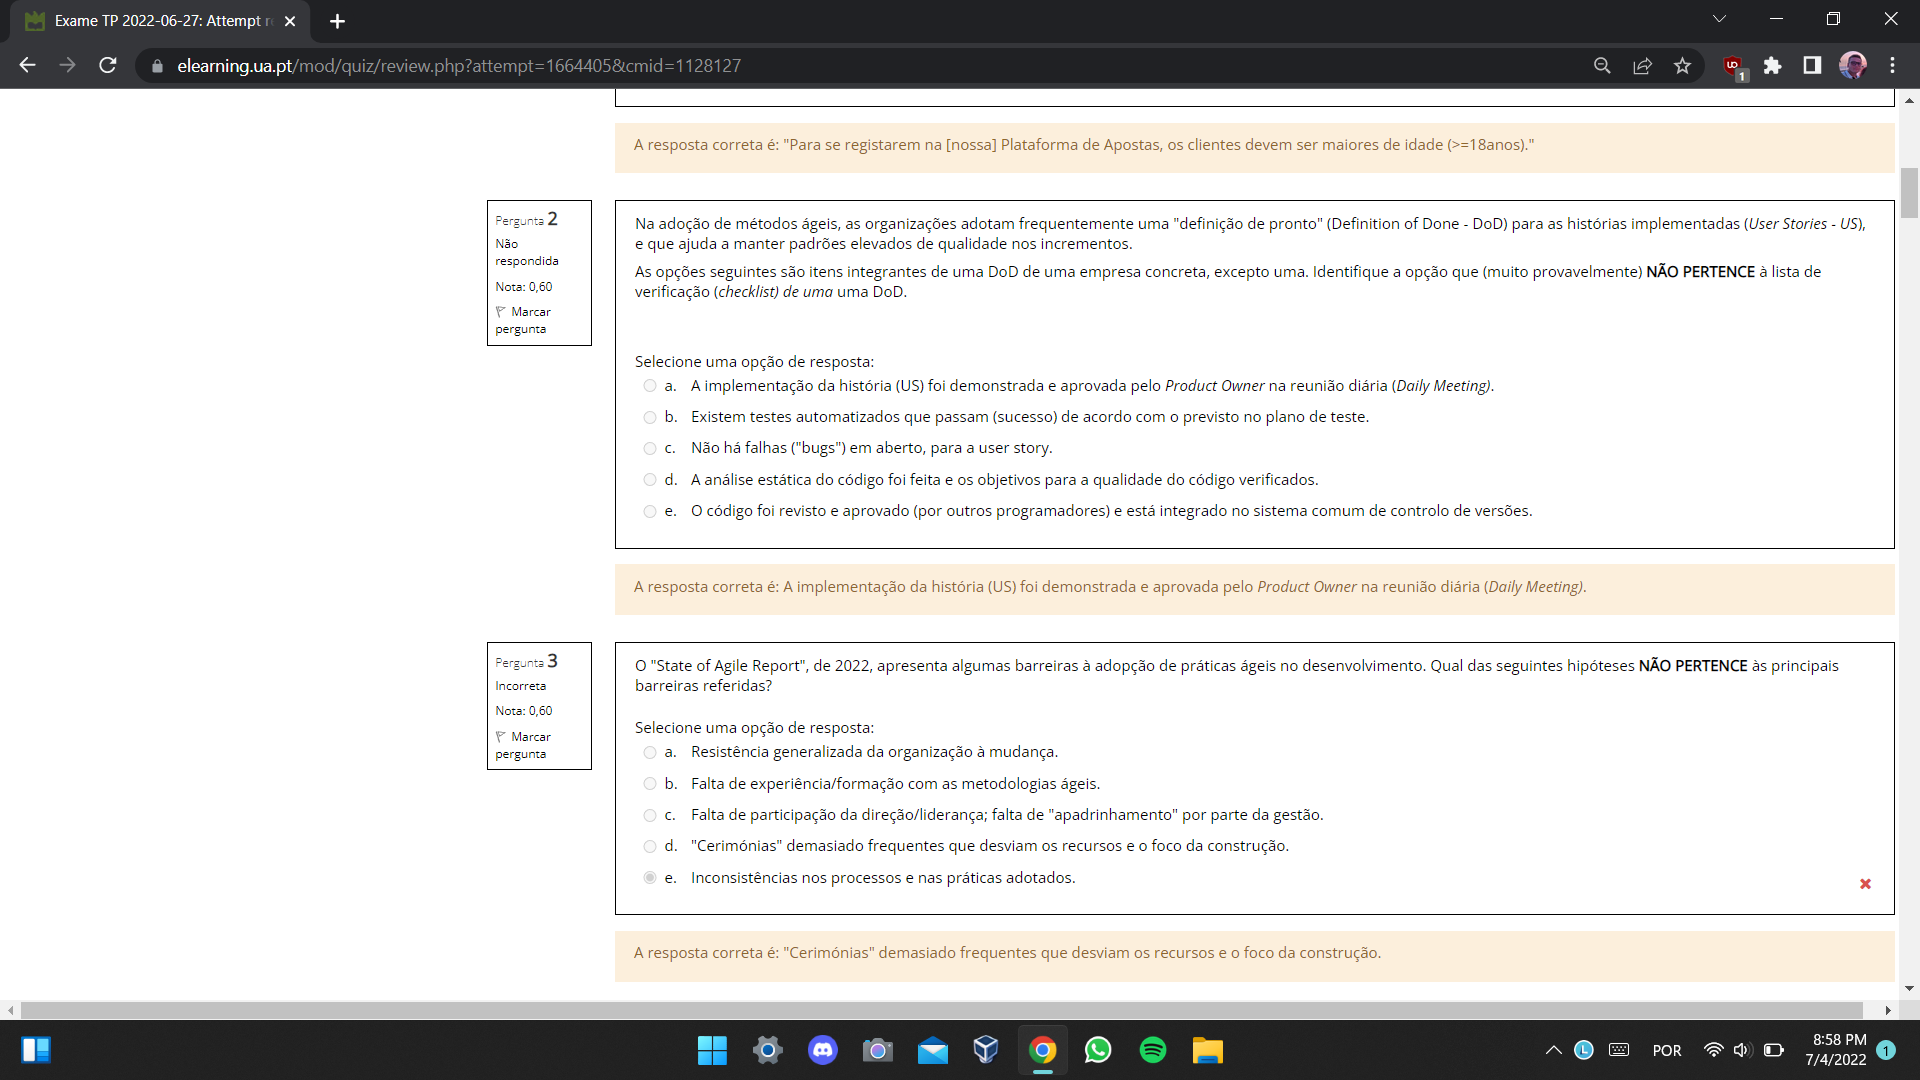 Exame TP 2022-06-27: Attempt r
elearning.ua.pt/mod/quiz/review.php?attempt=1664405&cmid=1128127
1
A resposta correta é: "Para se registarem na [nossa] Plataforma de Apostas, os clientes devem ser maiores de idade (>=18anos)."
Pergunta 2
Não
respondida
Nota: 0,60
Marcar
pergunta
Na adoção de métodos ágeis, as organizações adotam frequentemente uma "definição de pronto" (Definition of Done - DoD) para as histórias implementadas (User Stories - US),
e que ajuda a manter padrões elevados de qualidade nos incrementos.
As opções seguintes são itens integrantes de uma DoD de uma empresa concreta, excepto uma. Identifique a opção que (muito provavelmente) NÃO PERTENCE à lista de
verificação (checklist) de uma uma DoD.
Selecione uma opção de resposta:
a. A implementação da história (US) foi demonstrada e aprovada pelo Product Owner na reunião diária (Daily Meeting).
b. Existem testes automatizados que passam (sucesso) de acordo com o previsto no plano de teste.
c. Não há falhas ("bugs") em aberto, para a user story.
d. A análise estática do código foi feita e os objetivos para a qualidade do código verificados.
e. O código foi revisto e aprovado (por outros programadores) e está integrado no sistema comum de controlo de versões.
A resposta correta é: A implementação da história (US) foi demonstrada e aprovada pelo Product Owner na reunião diária (Daily Meeting).
Pergunta 3
Incorreta
Nota: 0,60
Marcar
pergunta
O "State of Agile Report", de 2022, apresenta algumas barreiras à adopção de práticas ágeis no desenvolvimento. Qual das seguintes hipóteses NÃO PERTENCE às principais
barreiras referidas?
Selecione uma opção de resposta:
a. Resistência generalizada da organização à mudança.
b. Falta de experiência/formação com as metodologias ágeis.
c. Falta de participação da direção/liderança; falta de "apadrinhamento" por parte da gestão.
d. "Cerimónias" demasiado frequentes que desviam os recursos e o foco da construção.
e. Inconsistências nos processos e nas práticas adotados.
A resposta correta é: "Cerimónias" demasiado frequentes que desviam os recursos e o foco da construção.
L
POR
8:58 PM
7/4/2022
1